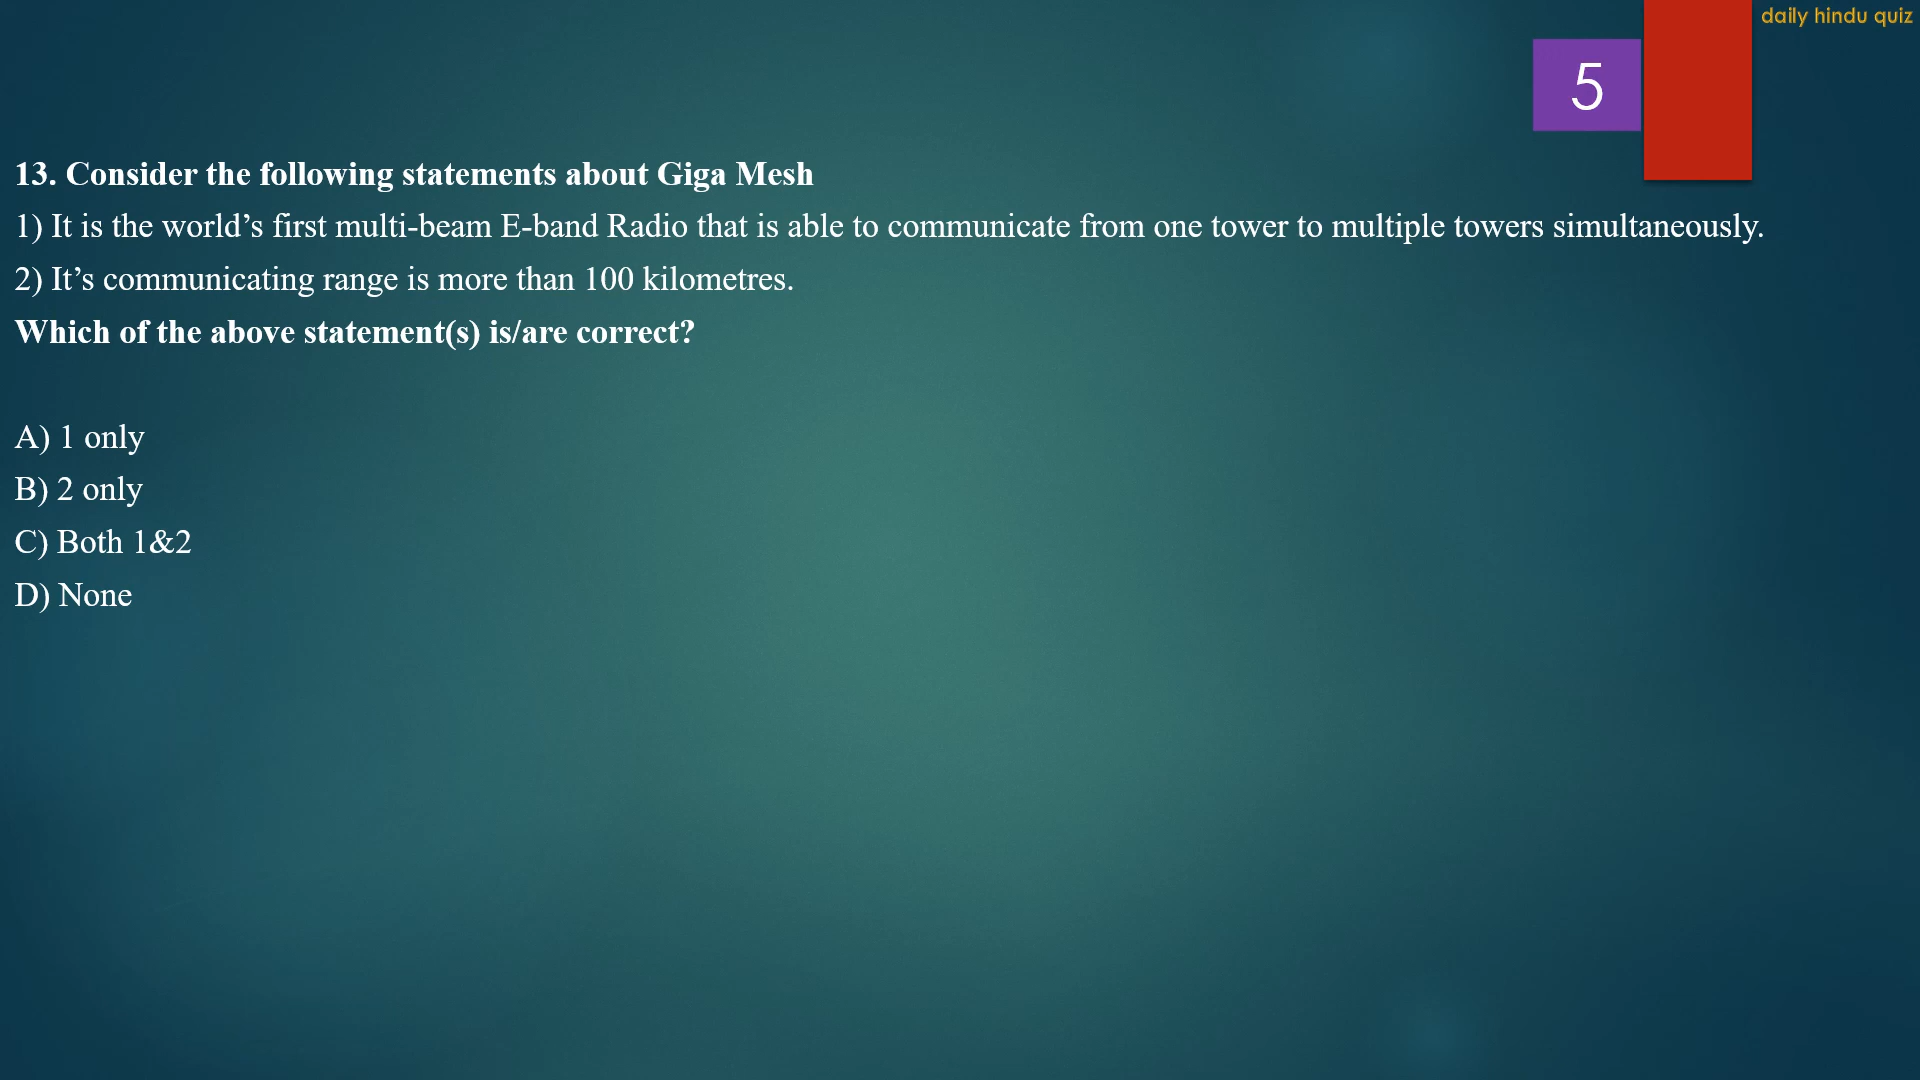 daily hindu quiz
5
13. Consider the following statements about Giga Mesh
1) It is the world’s first multi-beam E-band Radio that is able to communicate from one tower to multiple towers simultaneously.
2) It’s communicating range is more than 100 kilometres.
Which of the above statement(s) is/are correct?
A) 1 only
B) 2 only
C) Both 1&2
D) None